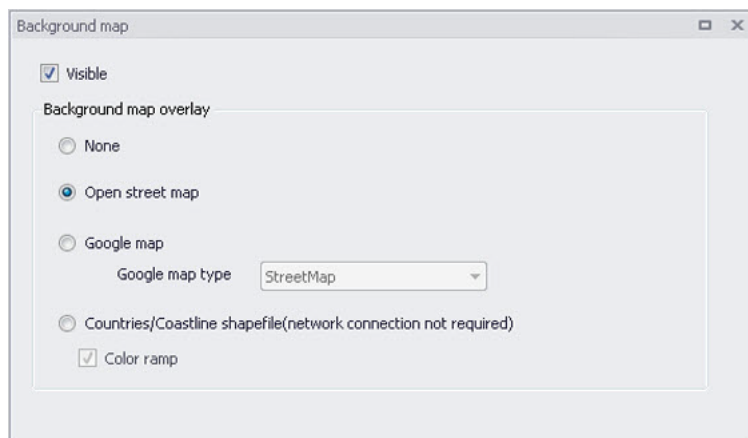 Background map
Visible
Background map overlay
None
Open street map
Google map
Google map type StreetMap
Countries/Coastline shapefile(network connection not required)
Color ramp